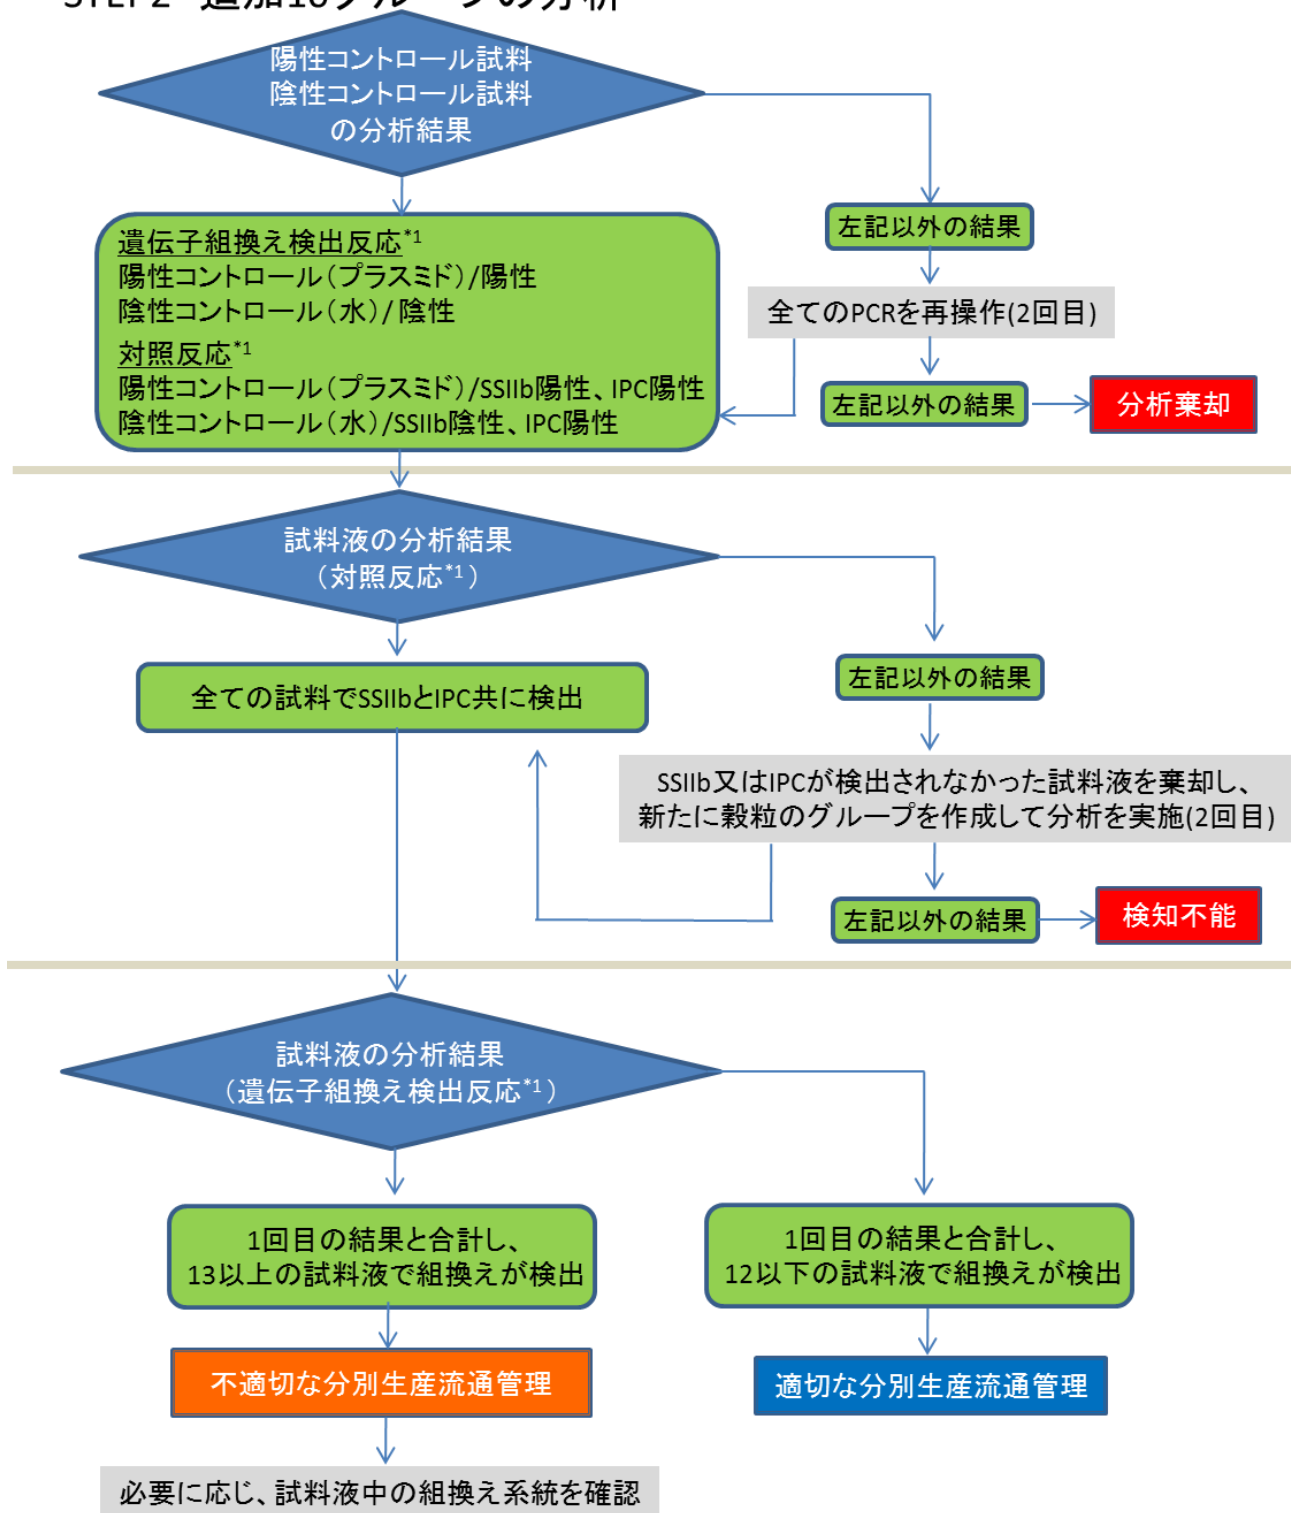 STEP2 追加10グループの分析
陽性コントロール試料
陰性コントロール試料
の分析結果
遺伝子組換え検出反応*1
陽性コントロール（プラスミド）/陽性
陰性コントロール（水）/陰性
対照反応*1
陽性コントロール（プラスミド）/SSIIb陽性、IPC陽性
陰性コントロール（水）/SSIIb陰性、IPC陽性
左記以外の結果
全てのPCRを再操作(2回目)
左記以外の結果
分析棄却
試料液の分析結果
（対照反応*1）
全ての試料でSSIIbとIPC共に検出
左記以外の結果
SSIIb又はIPCが検出されなかった試料液を棄却し、
新たに穀粒のグループを作成して分析を実施(2回目)
左記以外の結果
検知不能
試料液の分析結果
（遺伝子組換え検出反応*1）
1回目の結果と合計し、
13以上の試料液で組換えが検出
1回目の結果と合計し、
12以下の試料液で組換えが検出
不適切な分別生産流通管理
適切な分別生産流通管理
必要に応じ、試料液中の組換え系統を確認